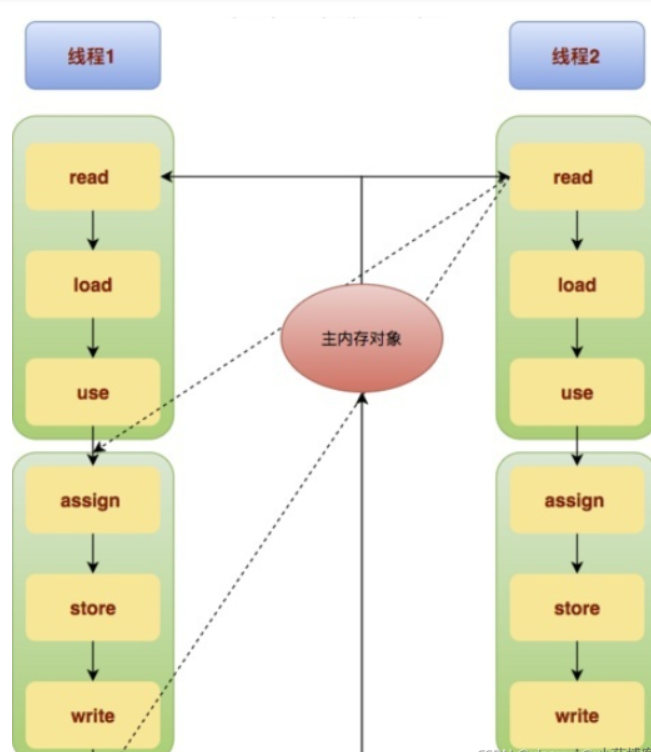 线程1
线程2
read
read
load
load
主内存对象
use
use
assign
assign
store
store
write
write